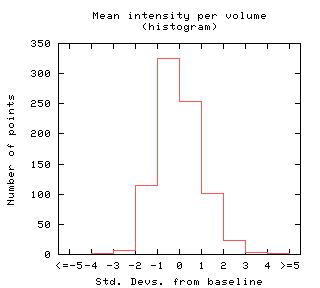 Mean intensity per volume
(histogram)
350
300
250
200
150
100
50
0
Number of points
<=-5 -4 -3 -2 -1 0 1 2 3 4 >=5
Std. Devs. from baseline